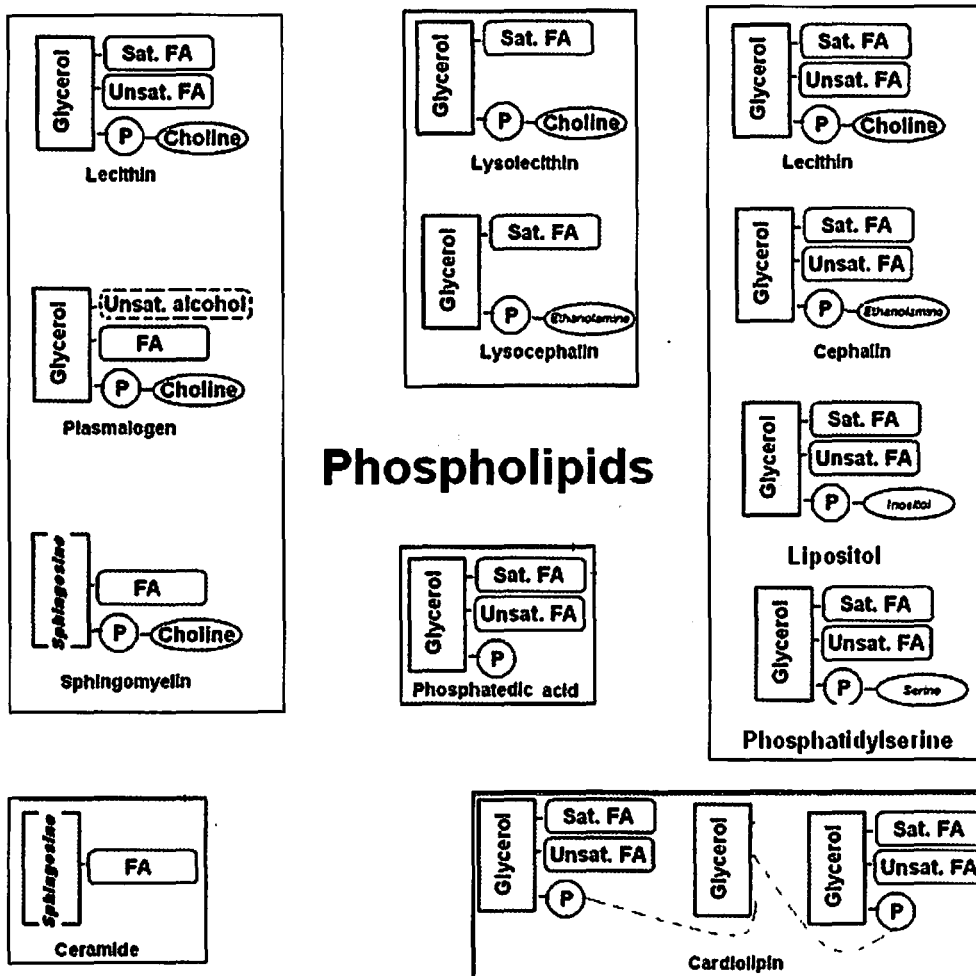 Glycerol
Sat. FA
Unsat. FA
P
Choline
Lecithin
Glycerol
Unsat. alcohol
FA
P
Choline
Plasmalogen
Sphingosine
FA
P
Choline
Sphingomyelin
Glycerol
Sat. FA
P
Choline
Lysolecithin
Glycerol
Sat. FA
P
Ethanolamine
Lysocephalin
Glycerol
Sat. FA
Unsat. FA
P
Choline
Lecithin
Glycerol
Sat. FA
Unsat. FA
P
Ethanolamine
Cephalin
Glycerol
Sat. FA
Unsat. FA
P
Inositol
Lipositol
Glycerol
Sat. FA
Unsat. FA
P
Serine
Phosphatidylserine
Phospholipids
Glycerol
Sat. FA
Unsat. FA
P
Phosphatedic acid
Sphingosine
FA
Ceramide
Glycerol
Sat. FA
Unsat. FA
P
Glycerol
Glycerol
Sat. FA
Unsat. FA
P
Cardiolipin